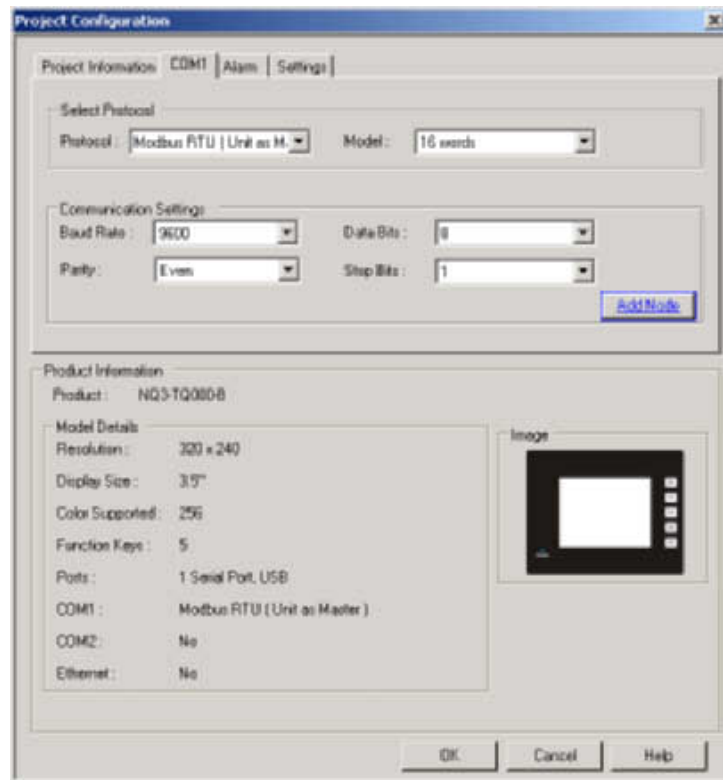 Project Configuration
Project Information COM1 Alarm Settings
Select Protocol
Protocol : Modbus RTU ( Unit as M Model : 16 words
Communication Settings
Baud Rate : 9600 Data Bits : 8
Parity : Even Stop Bits : 1
Add Node
Product Information
Product : NQ3-TQ000-B
Model Details
Image
Resolution : 320 x 240
Display Size : 3.5"
Color Supported : 256
Function Keys : 5
Ports : 1 Serial Port, USB
COM1 : Modbus RTU ( Unit as Master )
COM2 : No
Ethernet : No
OK Cancel Help